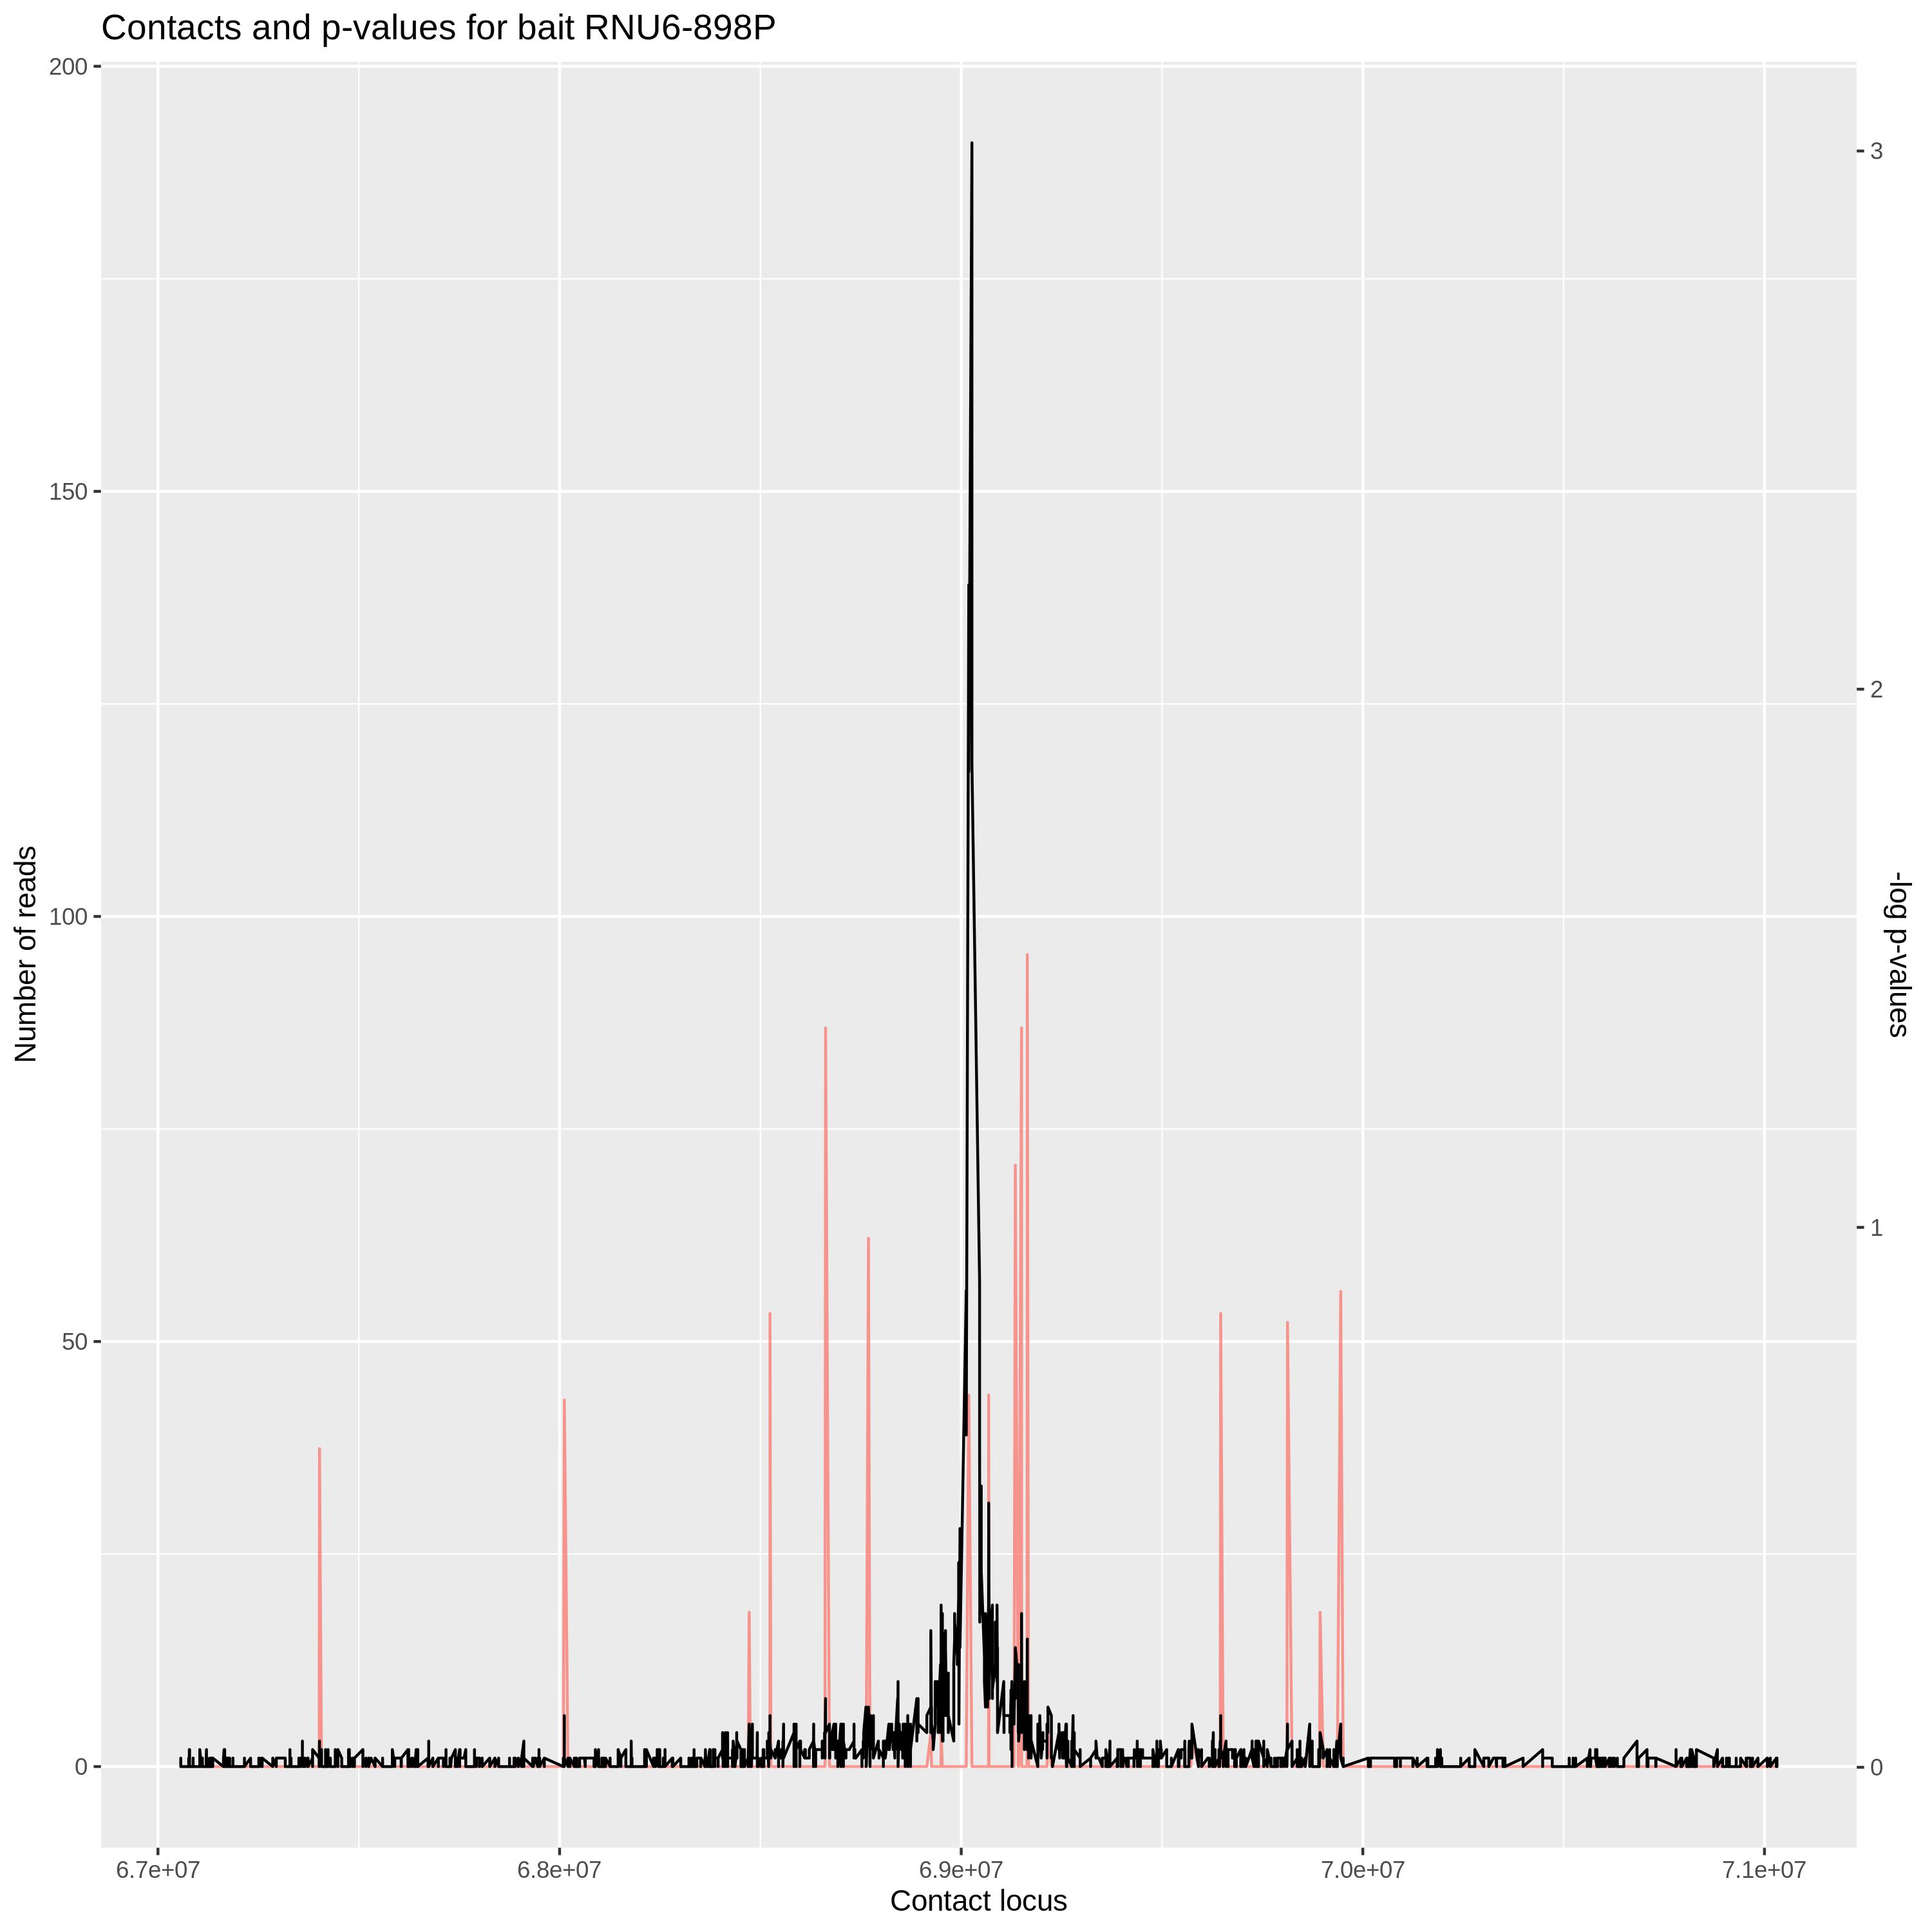 Contacts and p-values for bait RNU6-898P
200
150
100
50
0
Number of reads
3
2
1
0
-log p-values
6.7e+07
6.8e+07
6.9e+07
7.0e+07
7.1e+07
Contact locus